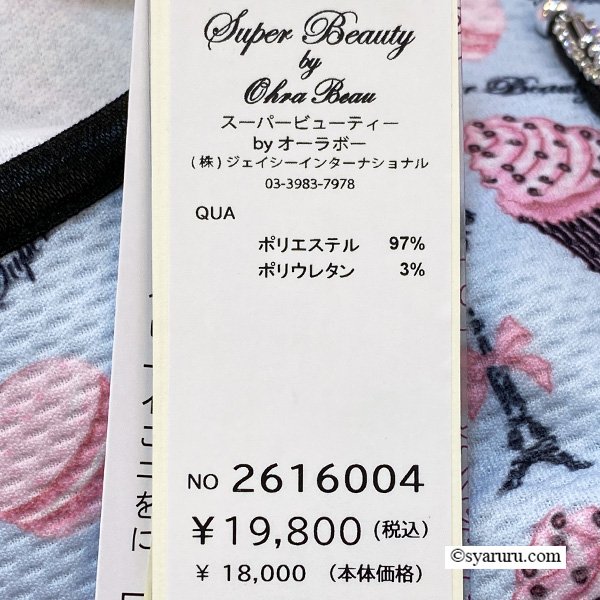 Super Beauty
by
Ohra Beau
スーパービューティー
by オーラボー
(株)ジェイシーインターナショナル
03-3983-7978
QUA
ポリエステル 97%
ポリウレタン 3%
NO 2616004
¥19,800 (税込)
¥ 18,000 (本体価格)
per Beauty
©syaruru.com